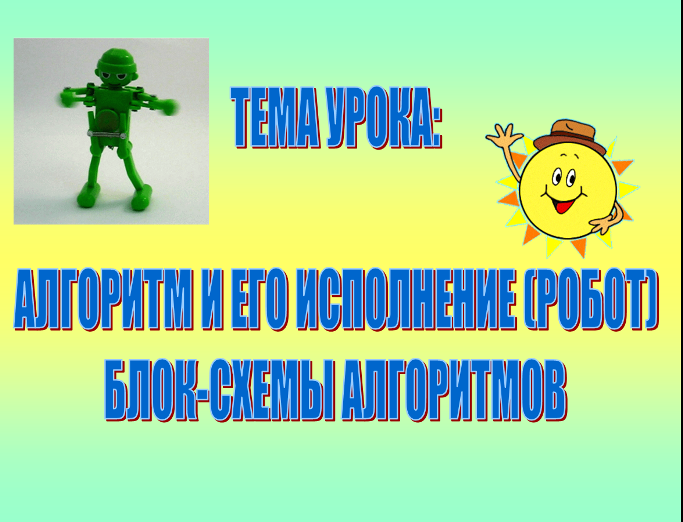 ТЕМА УРОКА:
АЛГОРИТМ И ЕГО ИСПОЛНЕНИЕ (РОБОТ)
БЛОК-СХЕМЫ АЛГОРИТМОВ